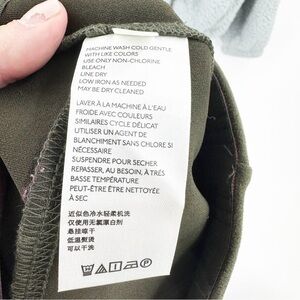 MACHINE WASH COLD GENTLE
WITH LIKE COLORS
USE ONLY NON-CHLORINE
BLEACH
LINE DRY
LOW IRON AS NEEDED
MAY BE DRY CLEANED
LAVER À LA MACHINE À L'EAU
FROIDE AVEC COULEURS
SIMILAIRES CYCLE DÉLICAT
UTILISER UN AGENT DE
BLANCHIMENT SANS CHLORE SI
NÉCESSAIRE
SUSPENDRE POUR SECHER
REPASSER, AU BESOIN, À TRÈS
BASSE TEMPÉRATURE
PEUT-ÊTRE ÊTRE NETTOYÉE
À SEC
近似色冷水轻柔机洗
仅使用无氯漂白剂
悬挂晾干
低温熨烫
可以干洗